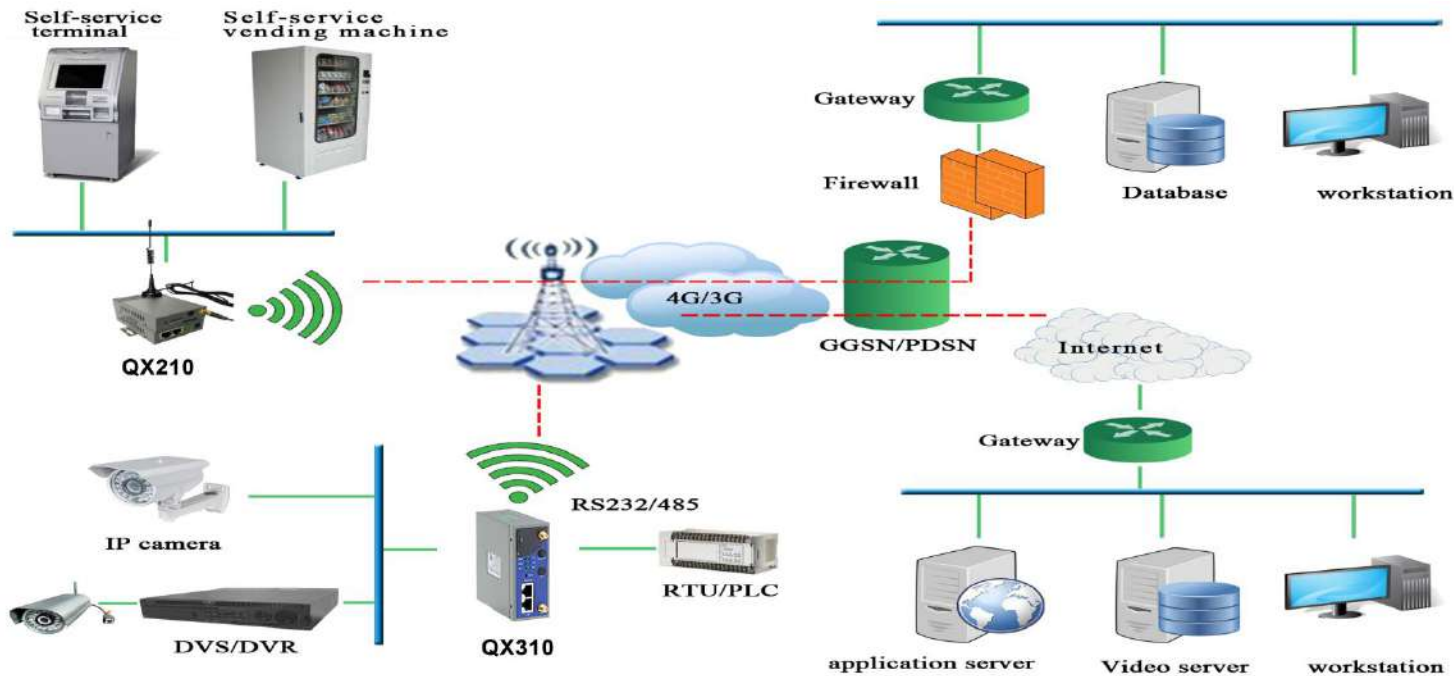 Self-service
terminal
Self-service
vending machine
Gateway
Firewall
Database
workstation
QX210
4G/3G
GGSN/PDSN
Internet
Gateway
IP camera
RS232/485
RTU/PLC
DVS/DVR
QX310
application server
Video server
workstation